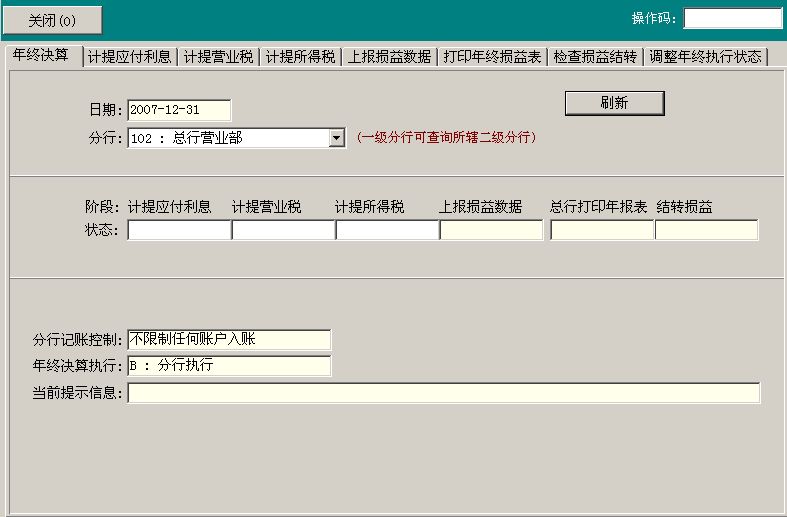 关闭(0)
操作码：
年终决算 计提应付利息 计提营业税 计提所得税 上报损益数据 打印年终损益表 检查损益结转 调整年终执行状态
日期: 2007-12-31
刷新
分行: 102 : 总行营业部 (一级分行可查询所辖二级分行)
阶段: 计提应付利息 计提营业税 计提所得税 上报损益数据 总行打印年报表 结转损益
状态:
分行记账控制: 不限制任何账户入账
年终决算执行: B : 分行执行
当前提示信息: